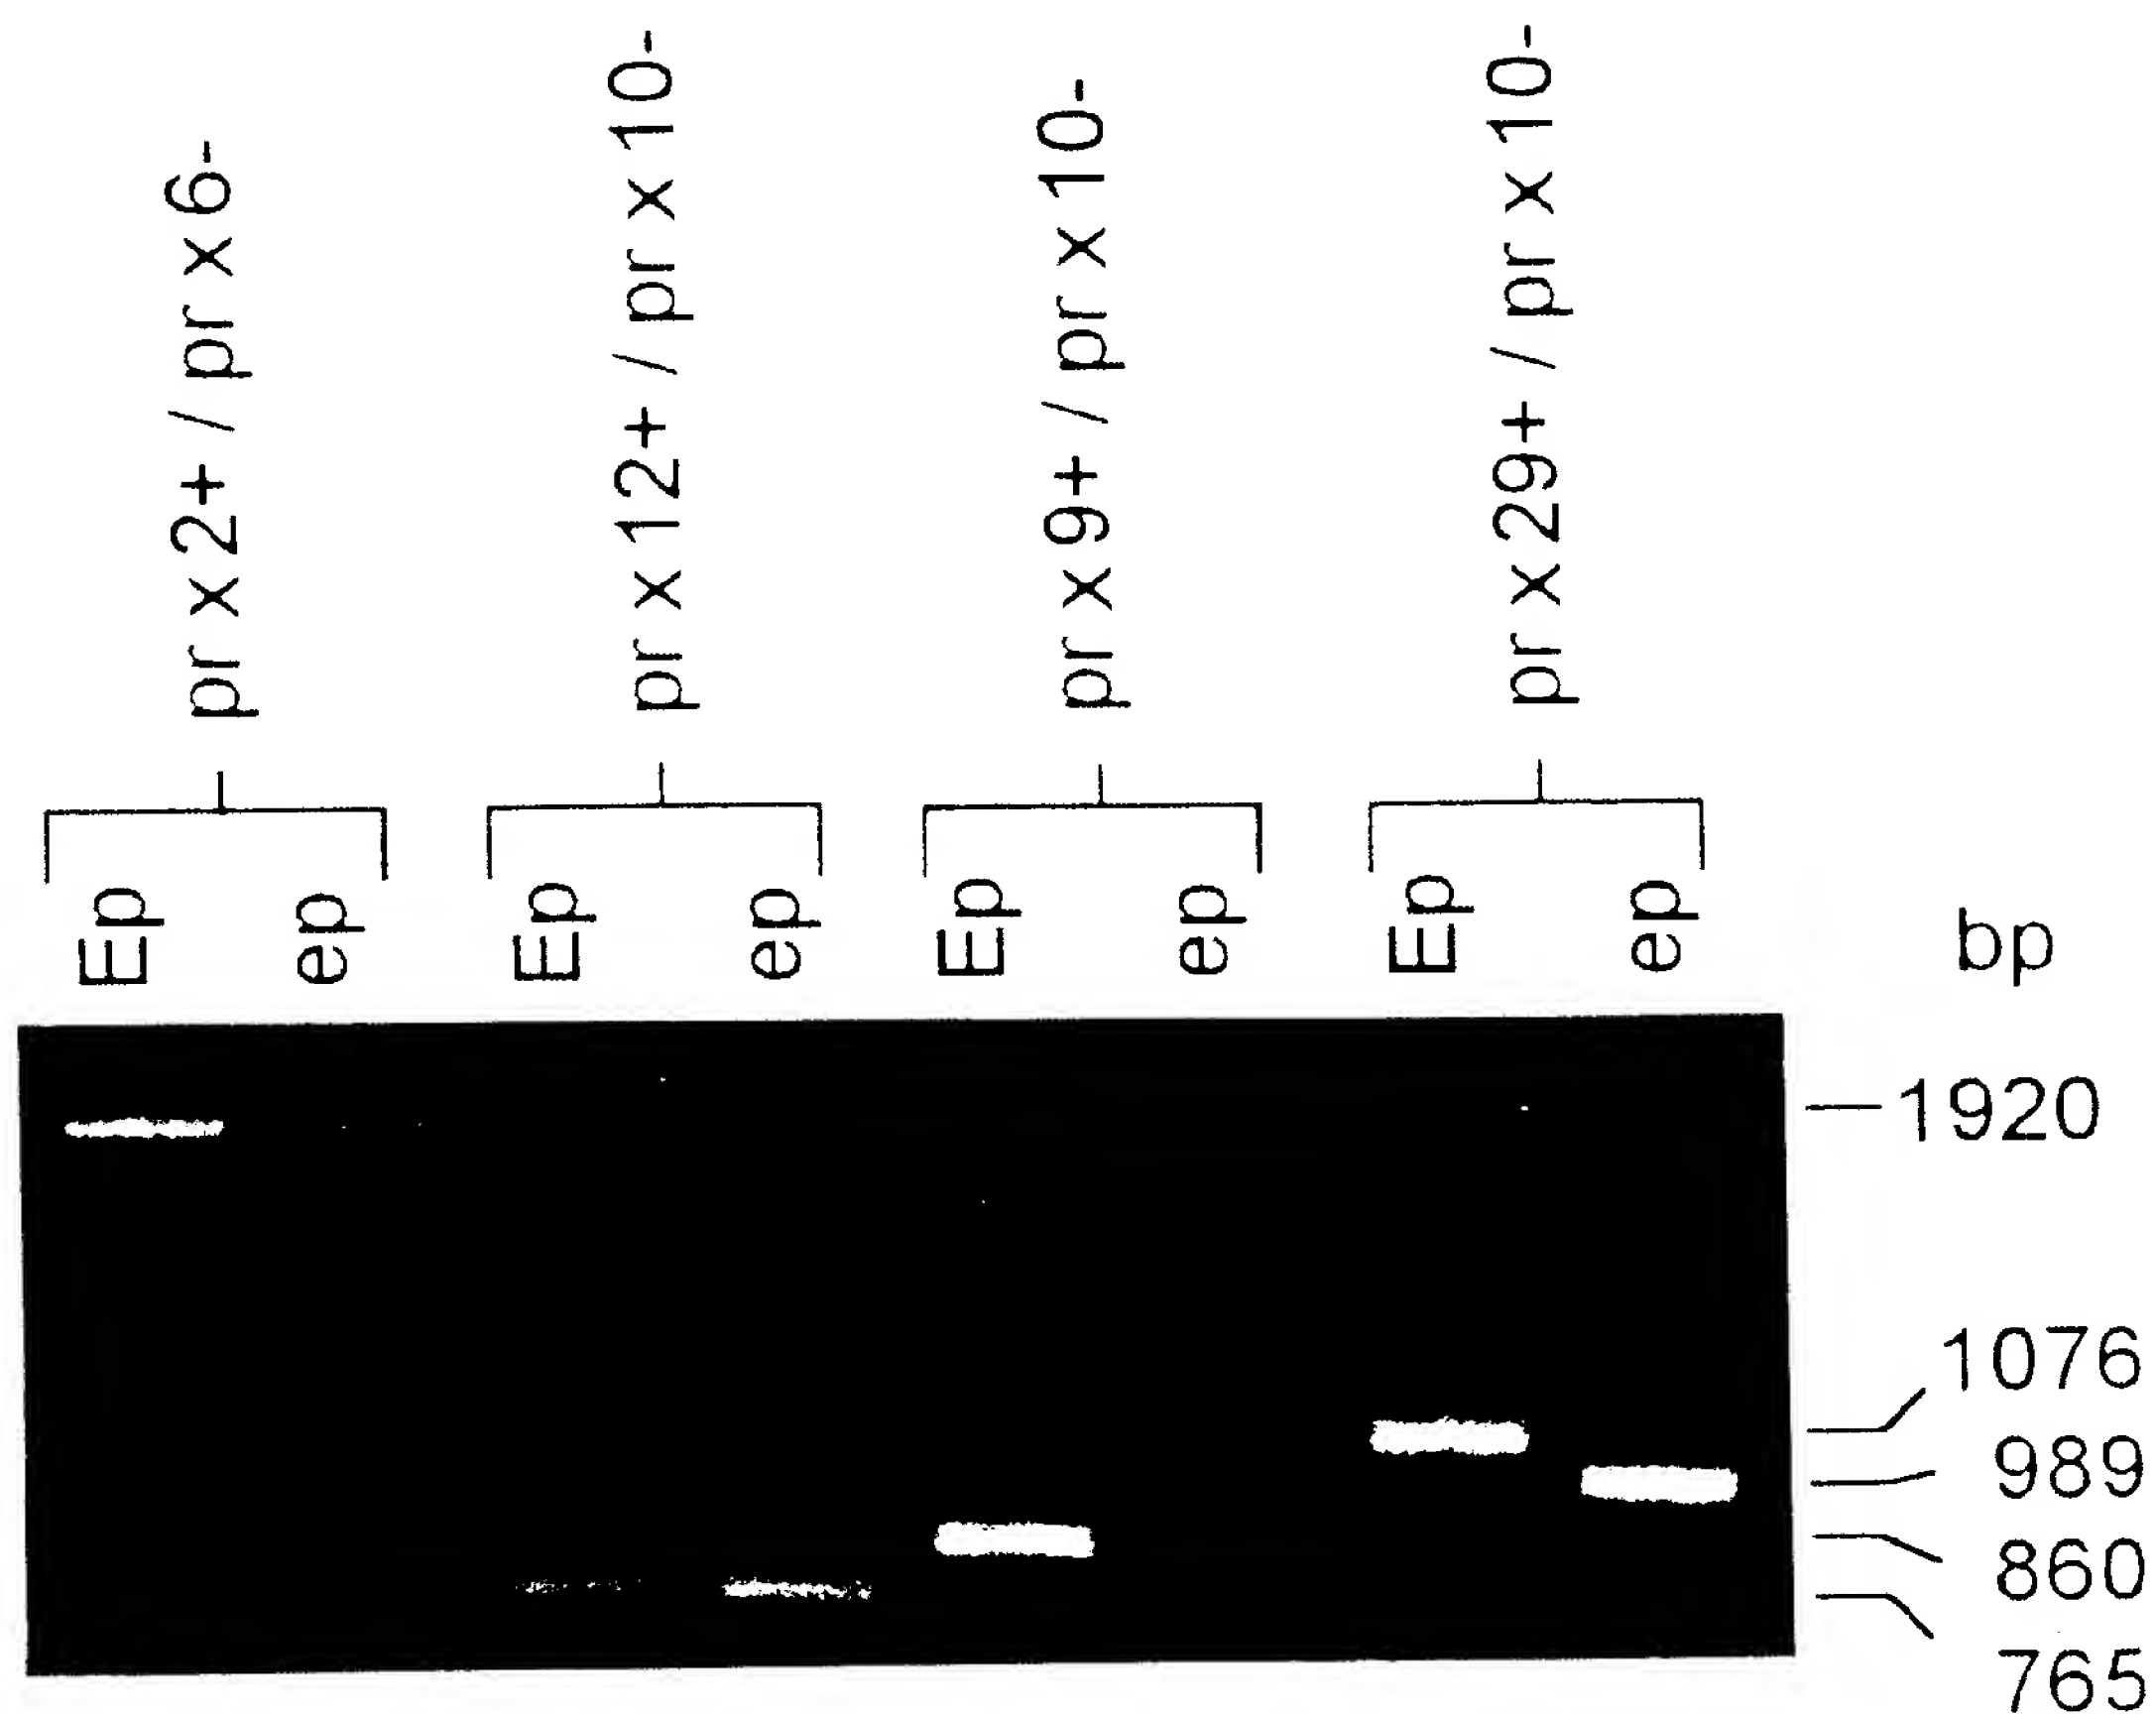 pr x 2+ / pr x 6-
pr x 12+ / pr x 10-
pr x 9+ / pr x 10-
pr x 29+ / pr x 10-
Ep ep Ep ep Ep ep Ep ep bp
1920
1076
989
860
765